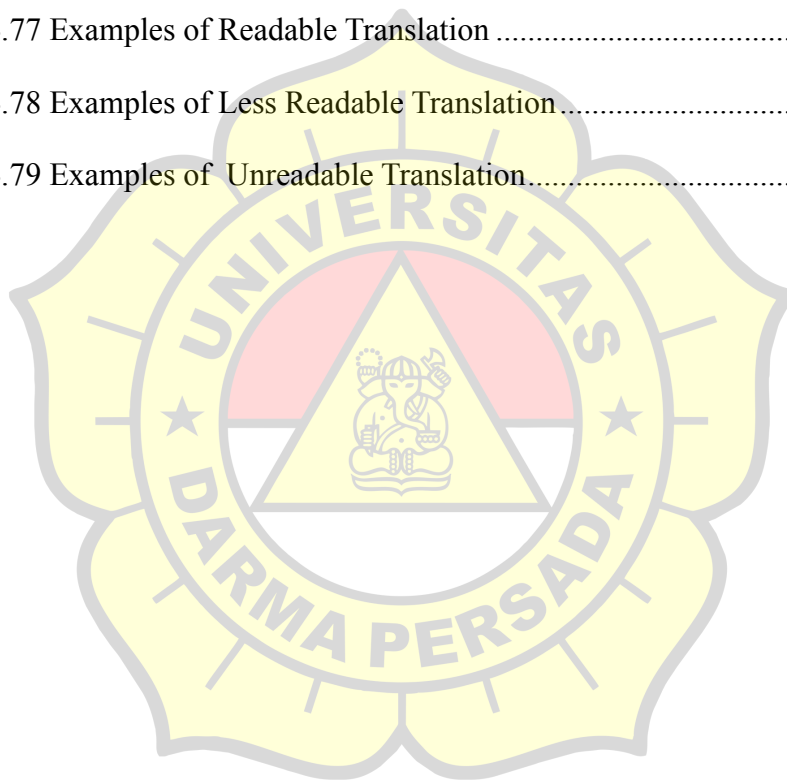 .77 Examples of Readable Translation ......................................
.78 Examples of Less Readable Translation ..............................
.79 Examples of  Unreadable Translation..................................
UNIVERSITAS
DARMA PERSADA